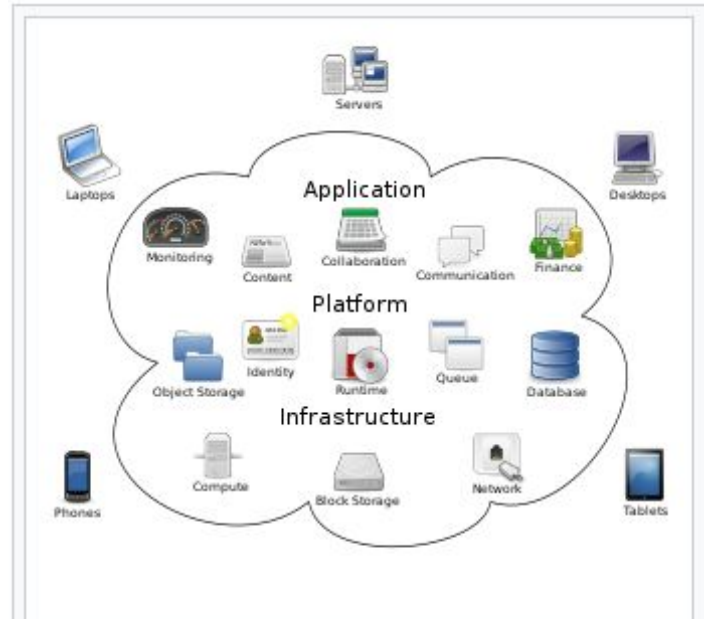 Servers
Laptops
Desktops
Application
Monitoring
Content
Collaboration
Communication
Finance
Platform
Object Storage
Identity
Runtime
Queue
Database
Infrastructure
Compute
Block Storage
Network
Phones
Tablets